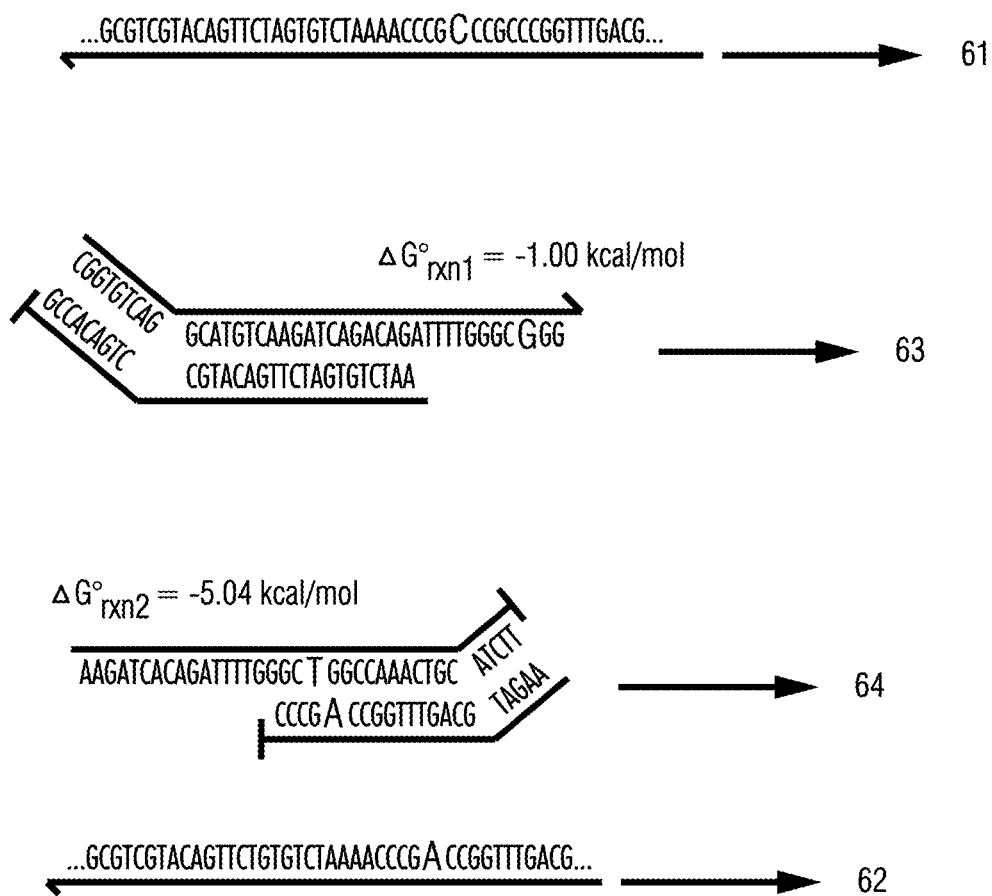 ...GCGTCGTACAGTTCTAGTGTCTAAAACCCGCCCGCCCGGTTTGACG...
61
ΔG°rxn1 = -1.00 kcal/mol
CGGTGTCAG
GCCACAGTC
GCATGTCAAGATCAGACAGATTTTGGGCGGG
CGTACAGTTCTAGTGTCTAA
63
ΔG°rxn2 = -5.04 kcal/mol
AAGATCACAGATTTTGGGCTGGCCAAACTGC
ATCTT
CCCGACCGGTTTGACG
TAGAA
64
...GCGTCGTACAGTTCTGTGTCTAAAACCCGACCGGTTTGACG...
62